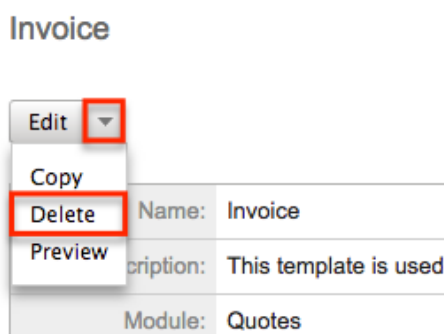 Invoice
Edit
Copy
Delete
Name: Invoice
Preview
cription: This template is used
Module: Quotes